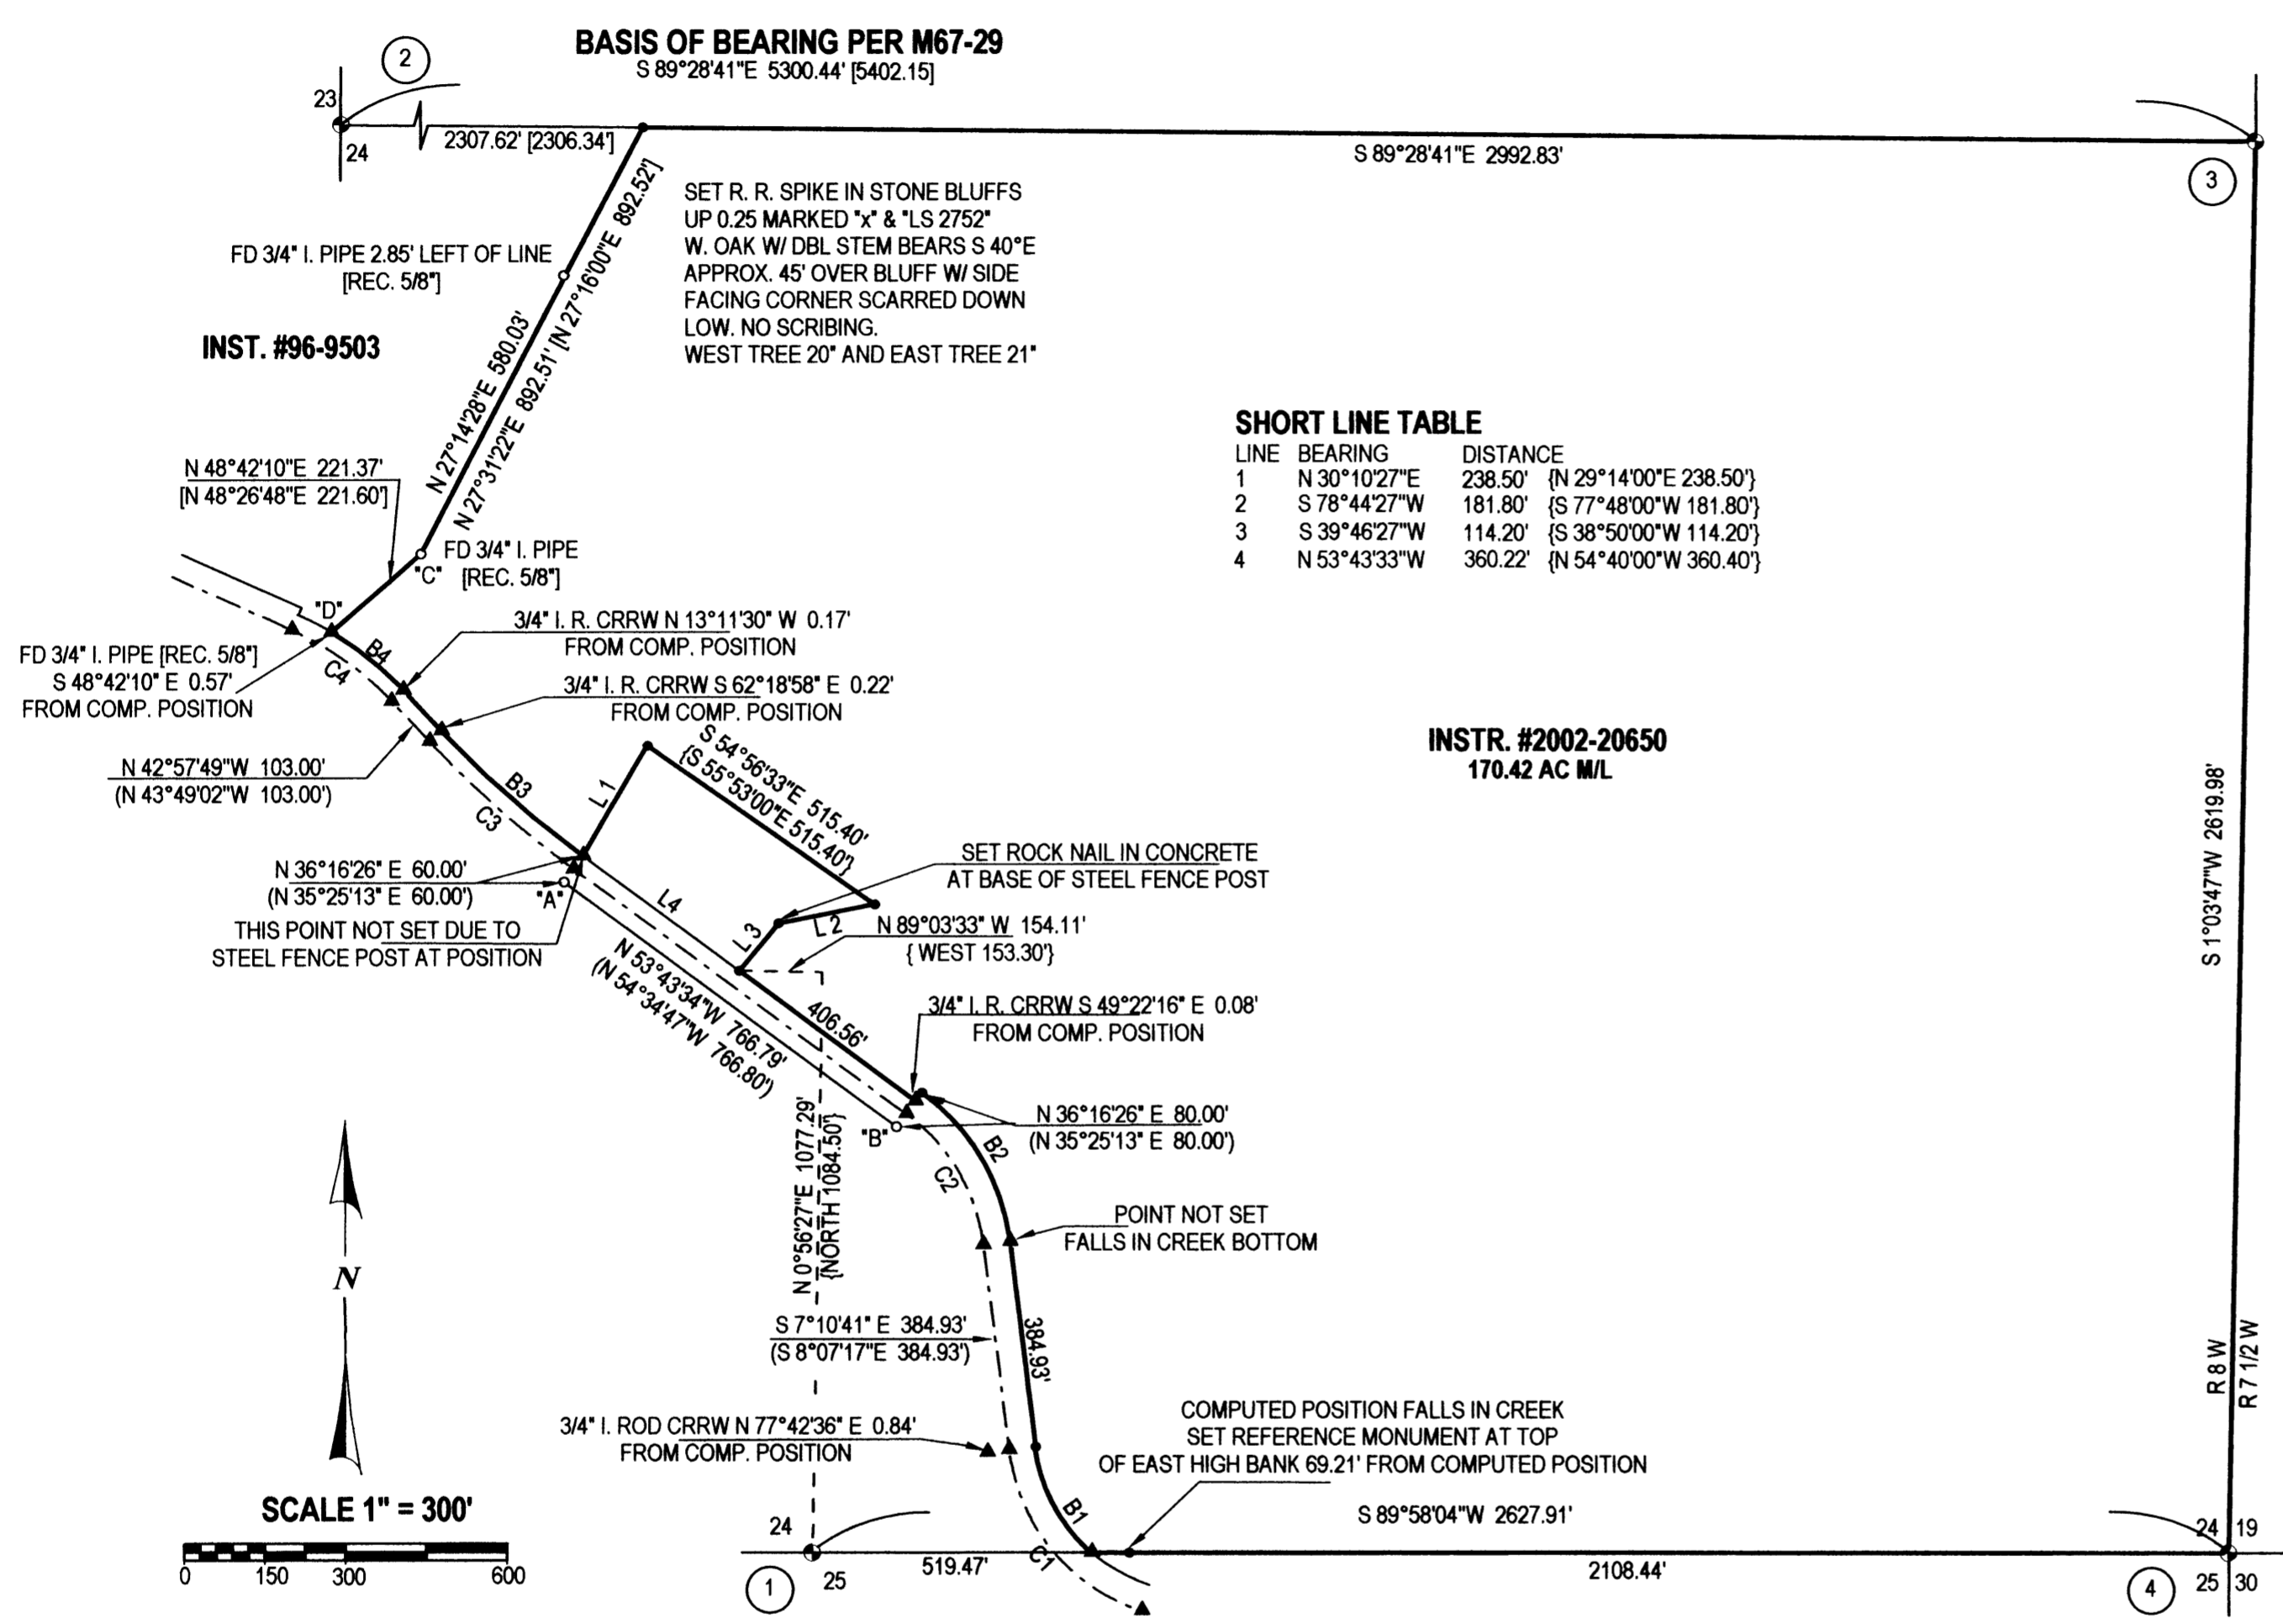 BASIS OF BEARING PER M67-29
S 89°28'41"E 5300.44' [5402.15]
2
23
24
2307.62' [2306.34']
S 89°28'41"E 2992.83'
3
SET R. R. SPIKE IN STONE BLUFFS
UP 0.25 MARKED "x" & "LS 2752"
W. OAK W/ DBL STEM BEARS S 40°E
APPROX. 45' OVER BLUFF W/ SIDE
FACING CORNER SCARRED DOWN
LOW. NO SCRIBING.
WEST TREE 20" AND EAST TREE 21"
FD 3/4" I. PIPE 2.85' LEFT OF LINE
[REC. 5/8"]
INST. #96-9503
N 27°14'28"E 580.03'
N 27°31'22"E 892.51' [N 27°16'00"E 892.52']
N 48°42'10"E 221.37'
[N 48°26'48"E 221.60']
FD 3/4" I. PIPE
[REC. 5/8"]
"C"
"D"
SHORT LINE TABLE
LINE BEARING DISTANCE
1 N 30°10'27"E 238.50' {N 29°14'00"E 238.50'}
2 S 78°44'27"W 181.80' {S 77°48'00"W 181.80'}
3 S 39°46'27"W 114.20' {S 38°50'00"W 114.20'}
4 N 53°43'33"W 360.22' {N 54°40'00"W 360.40'}
3/4" I. R. CRRW N 13°11'30" W 0.17'
FROM COMP. POSITION
FD 3/4" I. PIPE [REC. 5/8"]
S 48°42'10" E 0.57'
FROM COMP. POSITION
B4
C4
3/4" I. R. CRRW S 62°18'58" E 0.22'
FROM COMP. POSITION
N 42°57'49"W 103.00'
(N 43°49'02"W 103.00')
B3
C3
L 1
S 54°56'33"E 515.40'
{S 55°53'00"E 515.40'}
INSTR. #2002-20650
170.42 AC M/L
S 1°03'47"W 2619.98'
SET ROCK NAIL IN CONCRETE
AT BASE OF STEEL FENCE POST
N 36°16'26" E 60.00'
(N 35°25'13" E 60.00')
"A"
L4
L 3
L 2
N 89°03'33" W 154.11'
{ WEST 153.30'}
THIS POINT NOT SET DUE TO
STEEL FENCE POST AT POSITION
N 53°43'34"W 766.79'
(N 54°34'47"W 766.80')
406.56'
3/4" I. R. CRRW S 49°22'16" E 0.08'
FROM COMP. POSITION
N 36°16'26" E 80.00'
(N 35°25'13" E 80.00')
"B"
B2
C2
N 0°56'27"E 1077.29'
{NORTH 1084.50'}
POINT NOT SET
FALLS IN CREEK BOTTOM
N
S 7°10'41" E 384.93'
(S 8°07'17"E 384.93')
384.93'
R 8 W
R 7 1/2 W
3/4" I. ROD CRRW N 77°42'36" E 0.84'
FROM COMP. POSITION
COMPUTED POSITION FALLS IN CREEK
SET REFERENCE MONUMENT AT TOP
OF EAST HIGH BANK 69.21' FROM COMPUTED POSITION
SCALE 1" = 300'
0 150 300 600
B1
C1
S 89°58'04"W 2627.91'
24
25
1
519.47'
2108.44'
24 19
25 30
4